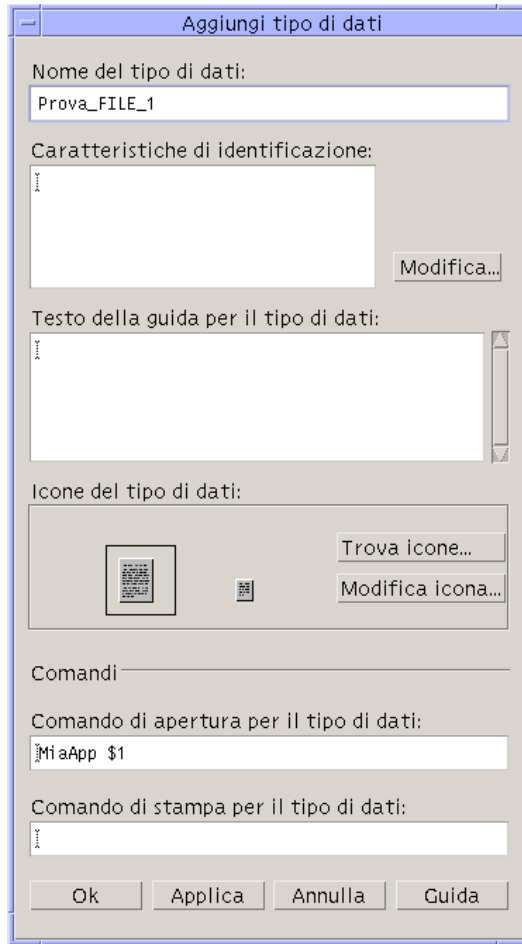 Aggiungi tipo di dati
Nome del tipo di dati:
Prova_FILE_1
Caratteristiche di identificazione:
Modifica...
Testo della guida per il tipo di dati:
Icone del tipo di dati:
Trova icone...
Modifica icona...
Comandi
Comando di apertura per il tipo di dati:
MiaApp $1
Comando di stampa per il tipo di dati:
Ok Applica Annulla Guida